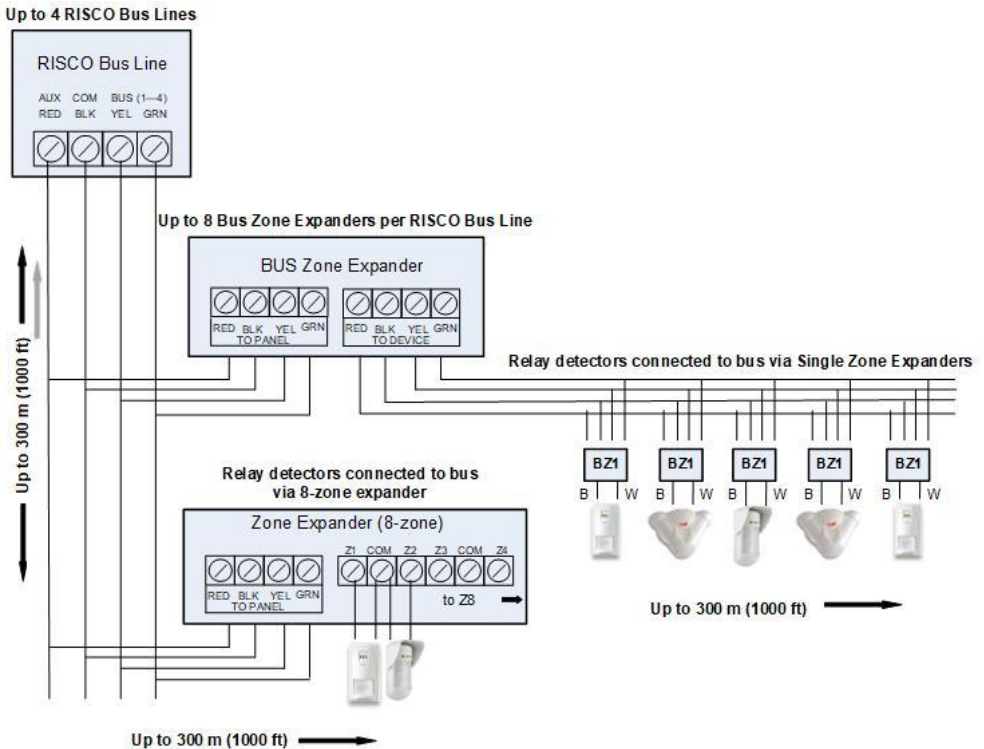 Up to 4 RISCO Bus Lines
RISCO Bus Line
AUX COM BUS (1—4)
RED BLK YEL GRN
Up to 300 m (1000 ft)
Up to 8 Bus Zone Expanders per RISCO Bus Line
BUS Zone Expander
RED BLK YEL GRN
TO PANEL
RED BLK YEL GRN
TO DEVICE
Relay detectors connected to bus via Single Zone Expanders
BZ1 BZ1 BZ1 BZ1 BZ1
B W B W B W B W B W
Up to 300 m (1000 ft)
Relay detectors connected to bus
via 8-zone expander
Zone Expander (8-zone)
Z1 COM Z2 Z3 COM Z4
RED BLK YEL GRN
TO PANEL
to Z8
Up to 300 m (1000 ft)